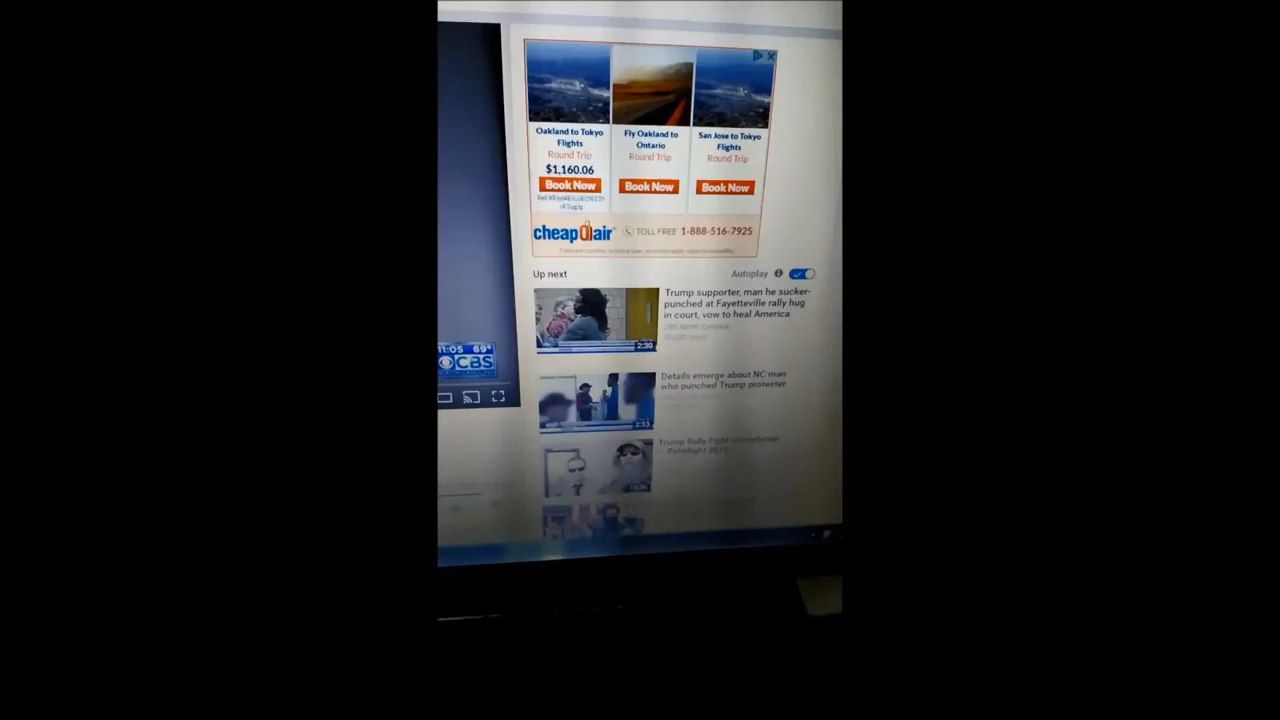 Oakland to Tokyo
Flights
Round Trip
$1,160.06
Book Now
Fly Oakland to
Ontario
Round Trip
Book Now
San Jose to Tokyo
Flights
Round Trip
Book Now
cheapOair
TOLL FREE 1-888-516-7925
Up next
Autoplay
Trump supporter, man he sucker-
punched at Fayetteville rally hug
in court, vow to heal America
CBS North Carolina
2:30
11:05 69°
CBS
Details emerge about NC man
who punched Trump protester
2:13
Trump Rally Fight Compilation